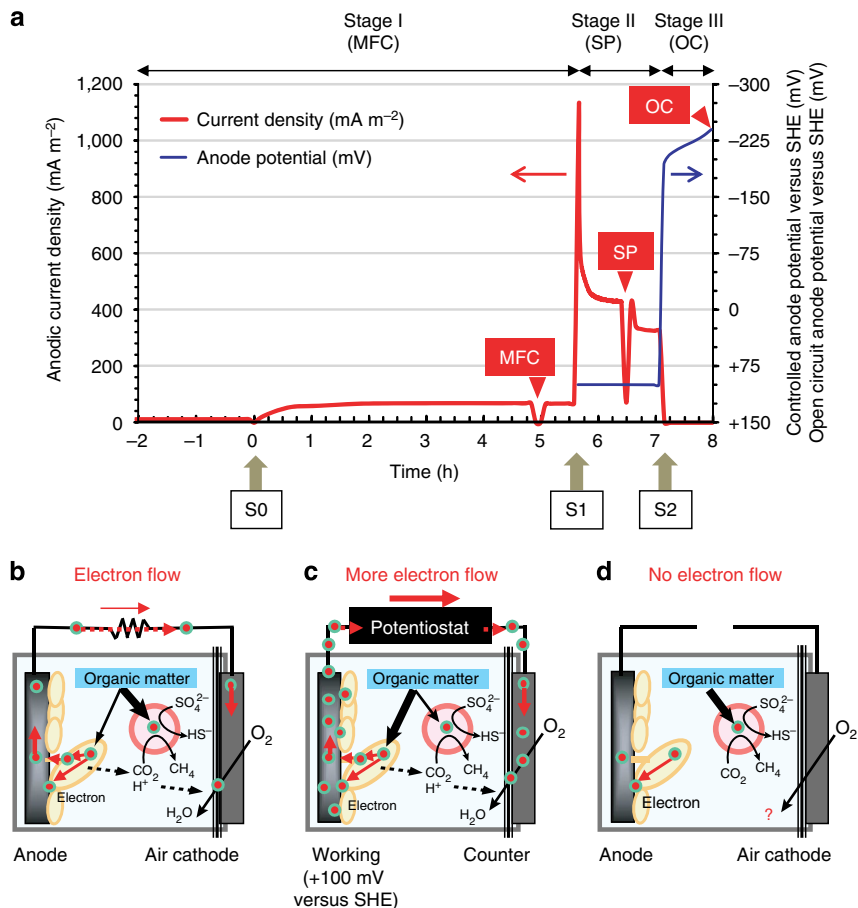 a
Stage I
(MFC)
Stage II
(SP)
Stage III
(OC)
Anodic current density (mA m⁻²)
1,200
1,000
800
600
400
200
0
Current density (mA m⁻²)
Anode potential (mV)
MFC
SP
OC
−300
−225
−150
−75
0
+75
+150
Controlled anode potential versus SHE (mV)
Open circuit anode potential versus SHE (mV)
−2 −1 0 1 2 3 4 5 6 7 8
Time (h)
S0
S1
S2
b
Electron flow
Organic matter
SO₄²⁻
HS⁻
CO₂
CH₄
H⁺
O₂
H₂O
Electron
Anode
Air cathode
c
More electron flow
Potentiostat
Organic matter
SO₄²⁻
HS⁻
CO₂
CH₄
H⁺
O₂
H₂O
Electron
Working
(+100 mV
versus SHE)
Counter
d
No electron flow
Organic matter
SO₄²⁻
HS⁻
CO₂
CH₄
O₂
?
Electron
Anode
Air cathode